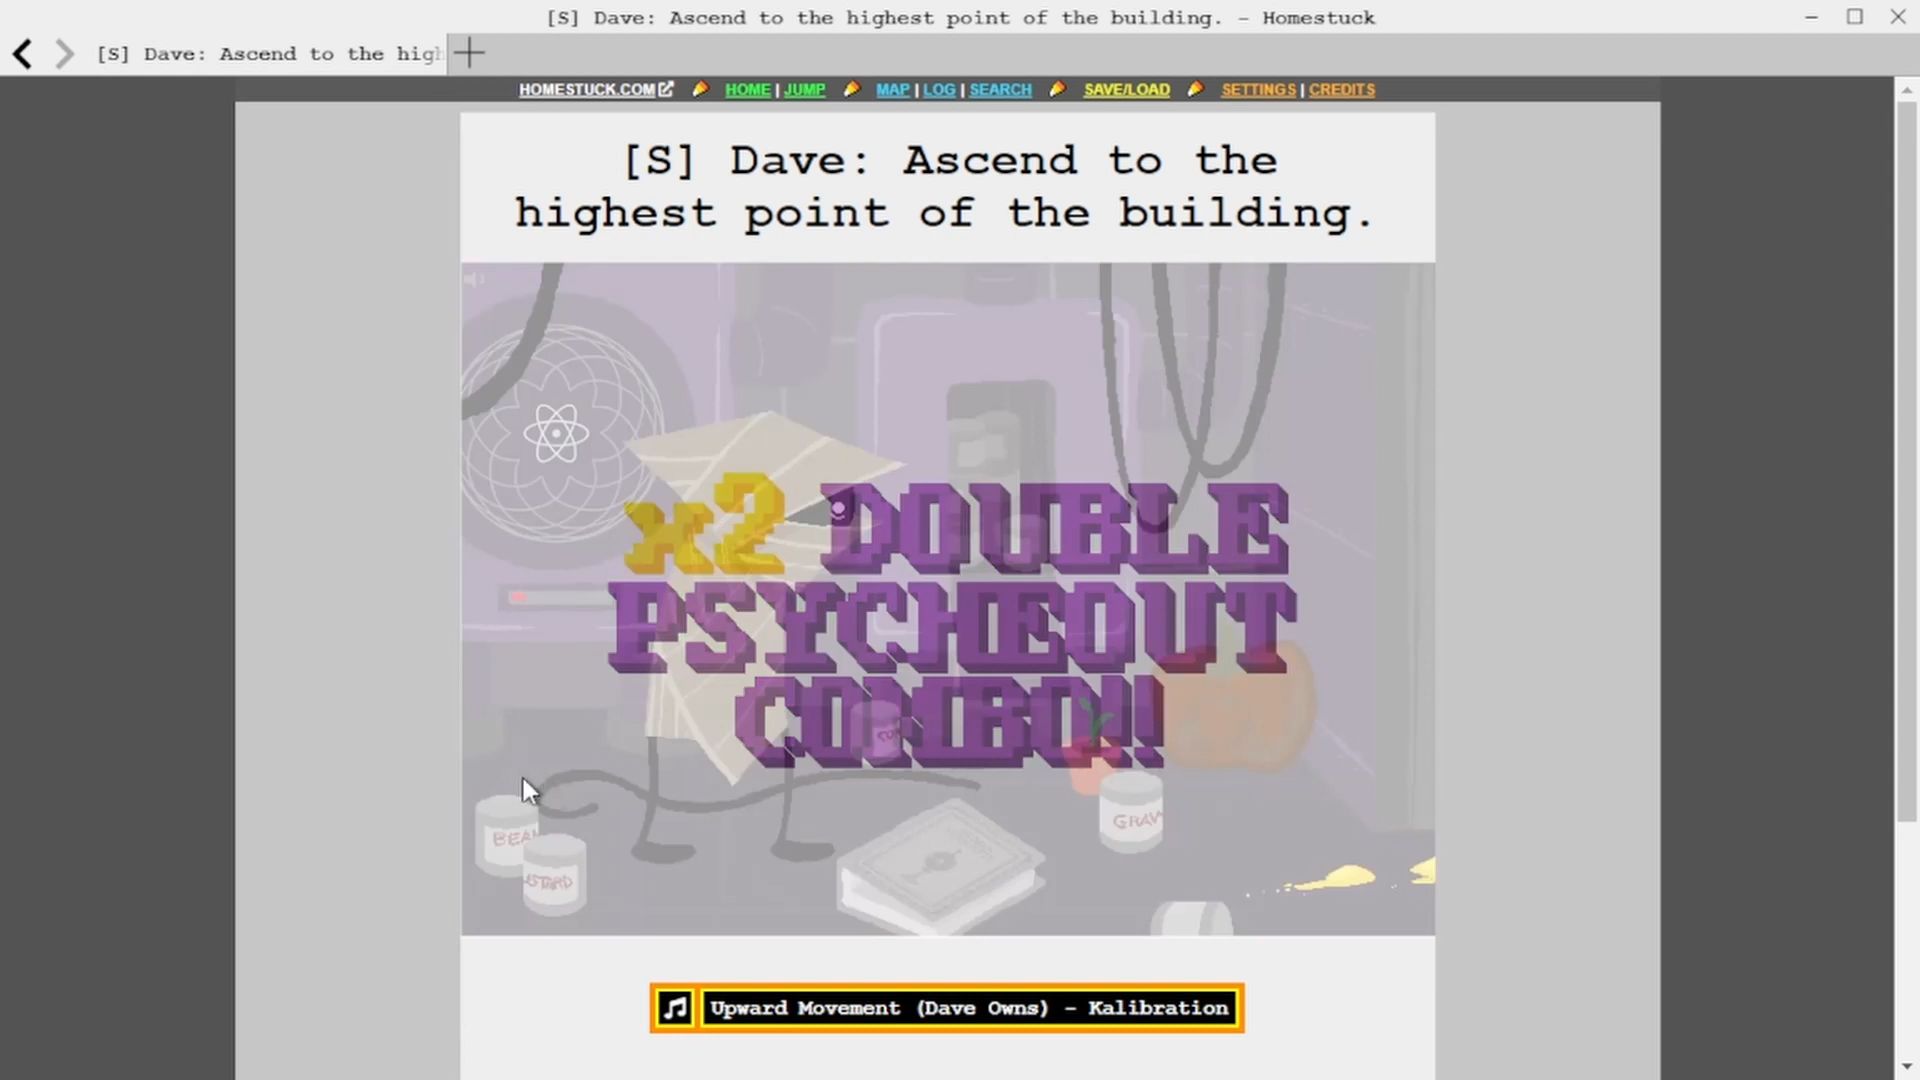 [S] Dave: Ascend to the highest point of the building. - Homestuck
[S] Dave: Ascend to the high
HOMESTUCK.COM HOME | JUMP MAP | LOG | SEARCH SAVE/LOAD SETTINGS | CREDITS
[S] Dave: Ascend to the
highest point of the building.
x2 DOUBLE
PSYCHEOUT
COMBO!!
BEAN
GRAV
USTARD
Upward Movement (Dave Owns) - Kalibration